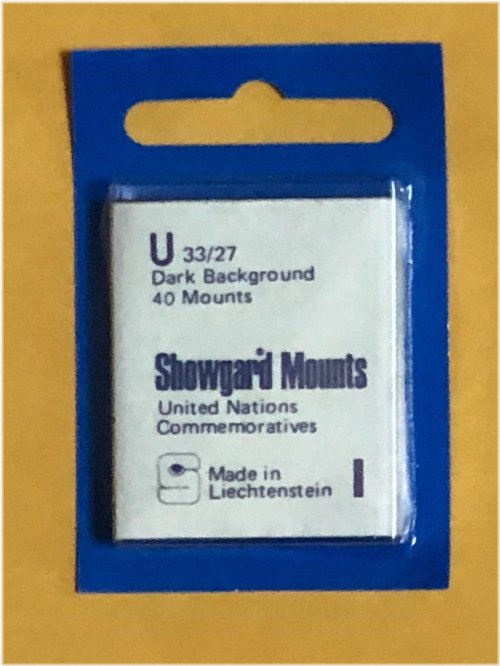 U 33/27
Dark Background
40 Mounts
Showgard Mounts
United Nations
Commemoratives
Made in
Liechtenstein